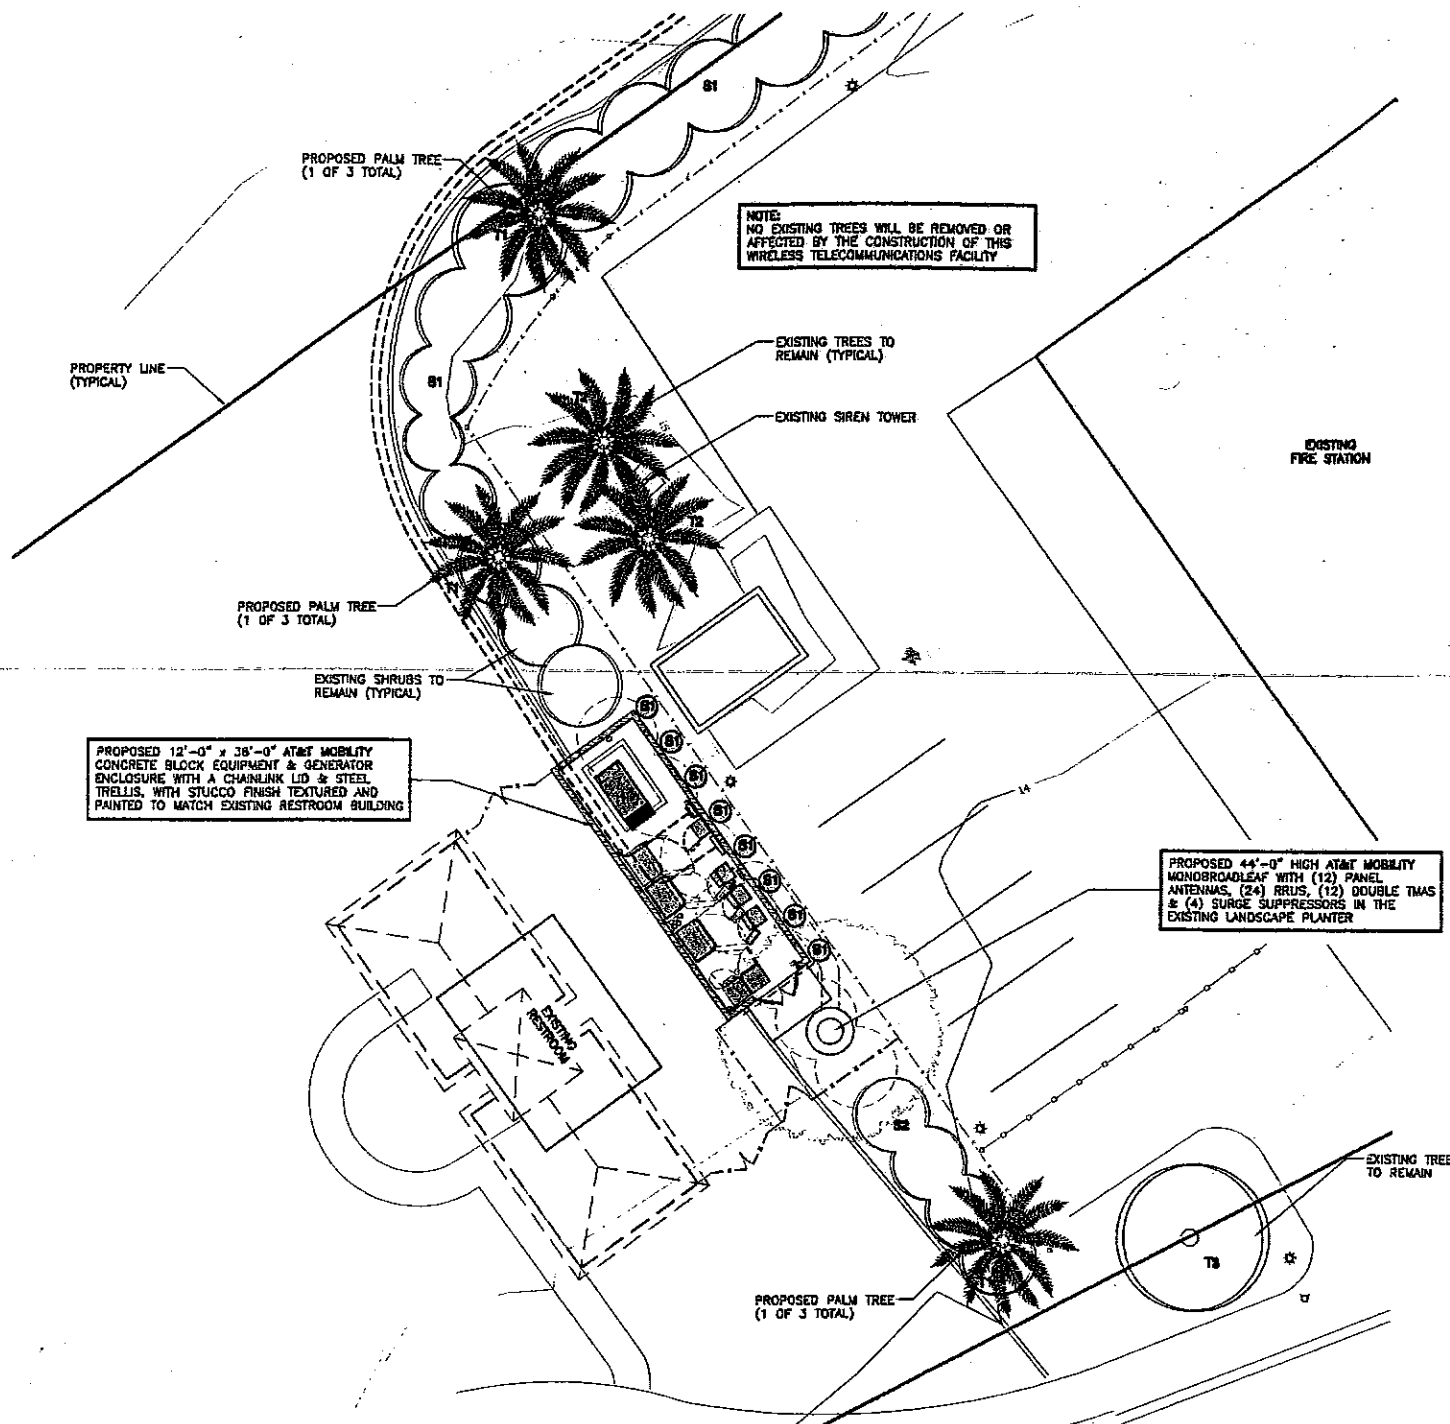 S1
PROPOSED PALM TREE
(1 OF 3 TOTAL)
T1
NOTE:
NO EXISTING TREES WILL BE REMOVED OR
AFFECTED BY THE CONSTRUCTION OF THIS
WIRELESS TELECOMMUNICATIONS FACILITY
EXISTING TREES TO
REMAIN (TYPICAL)
PROPERTY LINE
(TYPICAL)
S1
T2
EXISTING SIREN TOWER
15
EXISTING
FIRE STATION
T2
T1
PROPOSED PALM TREE
(1 OF 3 TOTAL)
EXISTING SHRUBS TO
REMAIN (TYPICAL)
S1
S1
S1
S1
S1
S1
S1
S1
PROPOSED 12'-0" x 38'-0" AT&T MOBILITY
CONCRETE BLOCK EQUIPMENT & GENERATOR
ENCLOSURE WITH A CHAINLINK LID & STEEL
TRELLIS, WITH STUCCO FINISH TEXTURED AND
PAINTED TO MATCH EXISTING RESTROOM BUILDING
14
PROPOSED 44'-0" HIGH AT&T MOBILITY
MONOBROADLEAF WITH (12) PANEL
ANTENNAS, (24) RRUS, (12) DOUBLE TMAS
& (4) SURGE SUPPRESSORS IN THE
EXISTING LANDSCAPE PLANTER
EXISTING
RESTROOM
S2
EXISTING TREE
TO REMAIN
T3
PROPOSED PALM TREE
(1 OF 3 TOTAL)